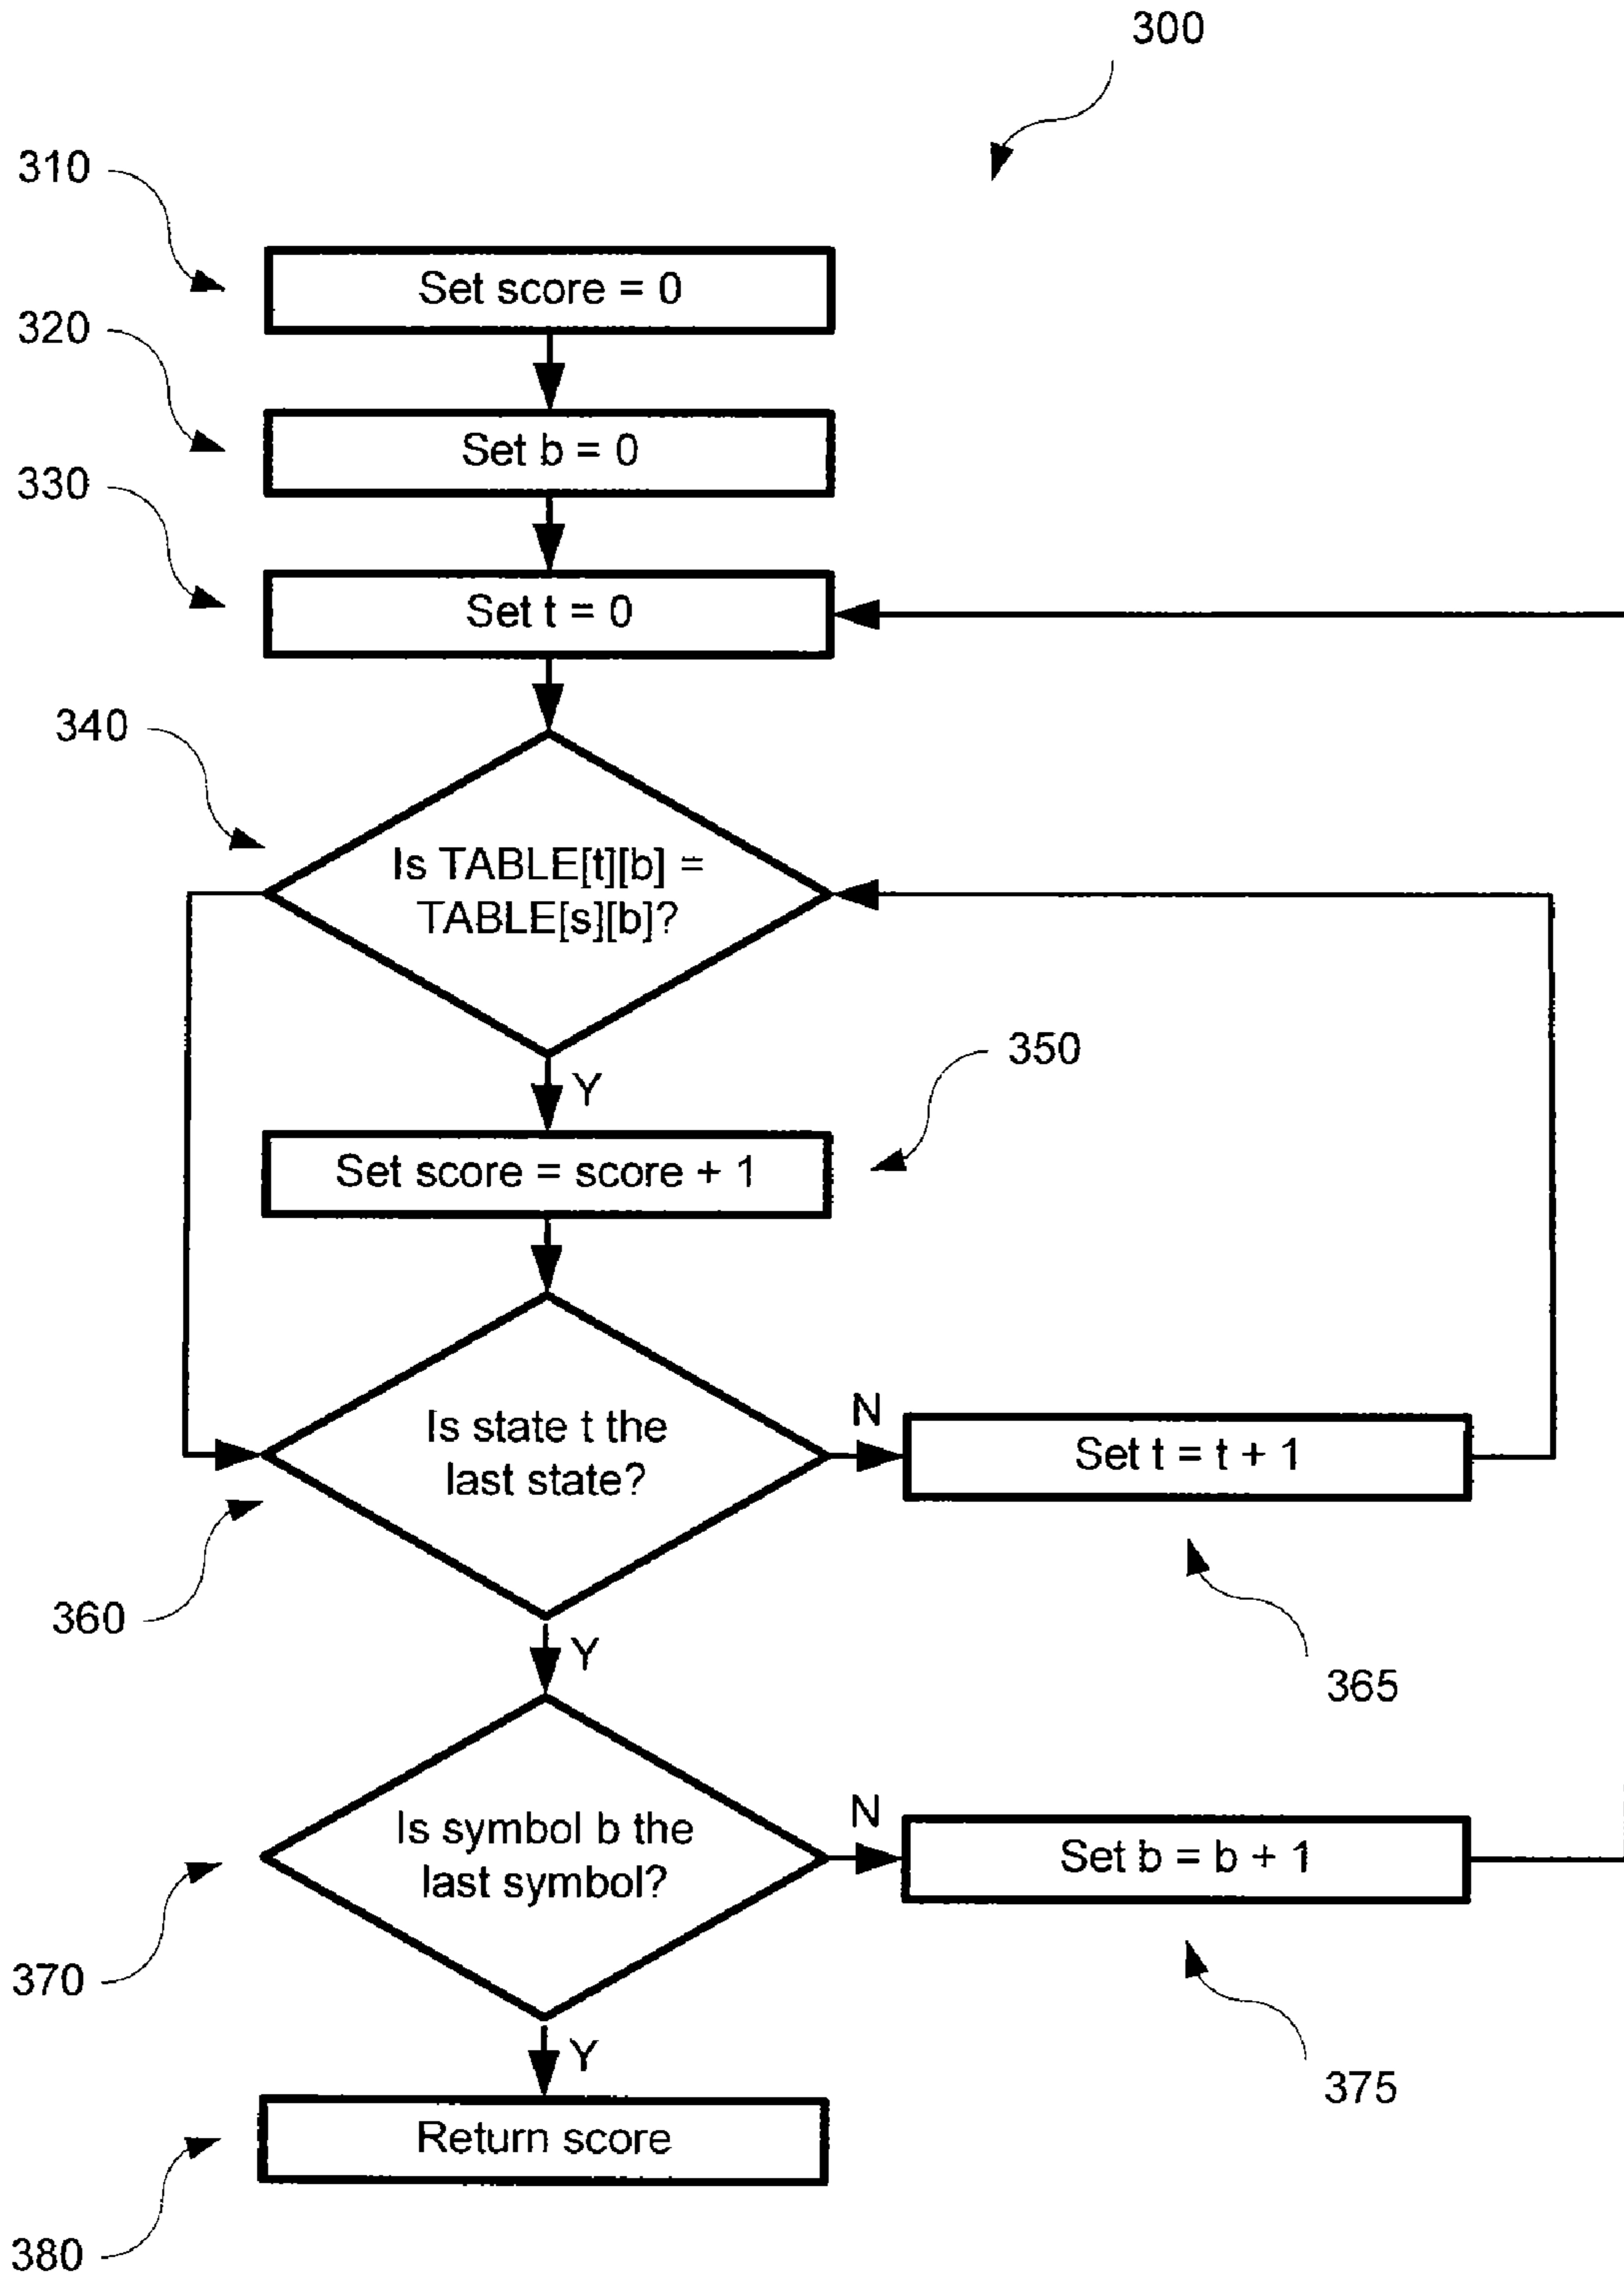 300
310
Set score = 0
320
Set b = 0
330
Set t = 0
340
Is TABLE[t][b] =
TABLE[s][b]?
Y
350
Set score = score + 1
Is state t the
last state?
N
Set t = t + 1
360
Y
365
Is symbol b the
last symbol?
N
Set b = b + 1
370
Y
375
Return score
380